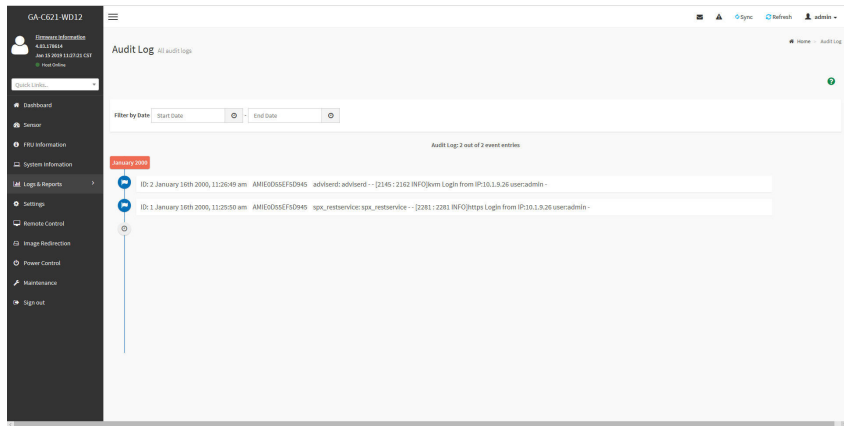 GA-C621-WD12
Firmware Information
4.03.178614
Jan 15 2019 11:27:21 CST
Host Online
Quick Links...
Dashboard
Sensor
FRU Information
System Infomation
Logs & Reports
Settings
Remote Control
Image Redirection
Power Control
Maintenance
Sign out
Sync
Refresh
admin
Audit Log All audit logs
Home > Audit Log
Filter by Date Start Date - End Date
Audit Log: 2 out of 2 event entries
January 2000
ID: 2 January 16th 2000, 11:26:49 am AMIE0D55EF5D945 adviserd: adviserd - - [2145 : 2162 INFO]kvm Login from IP:10.1.9.26 user:admin -
ID: 1 January 16th 2000, 11:25:50 am AMIE0D55EF5D945 spx_restservice: spx_restservice - - [2281 : 2281 INFO]https Login from IP:10.1.9.26 user:admin -